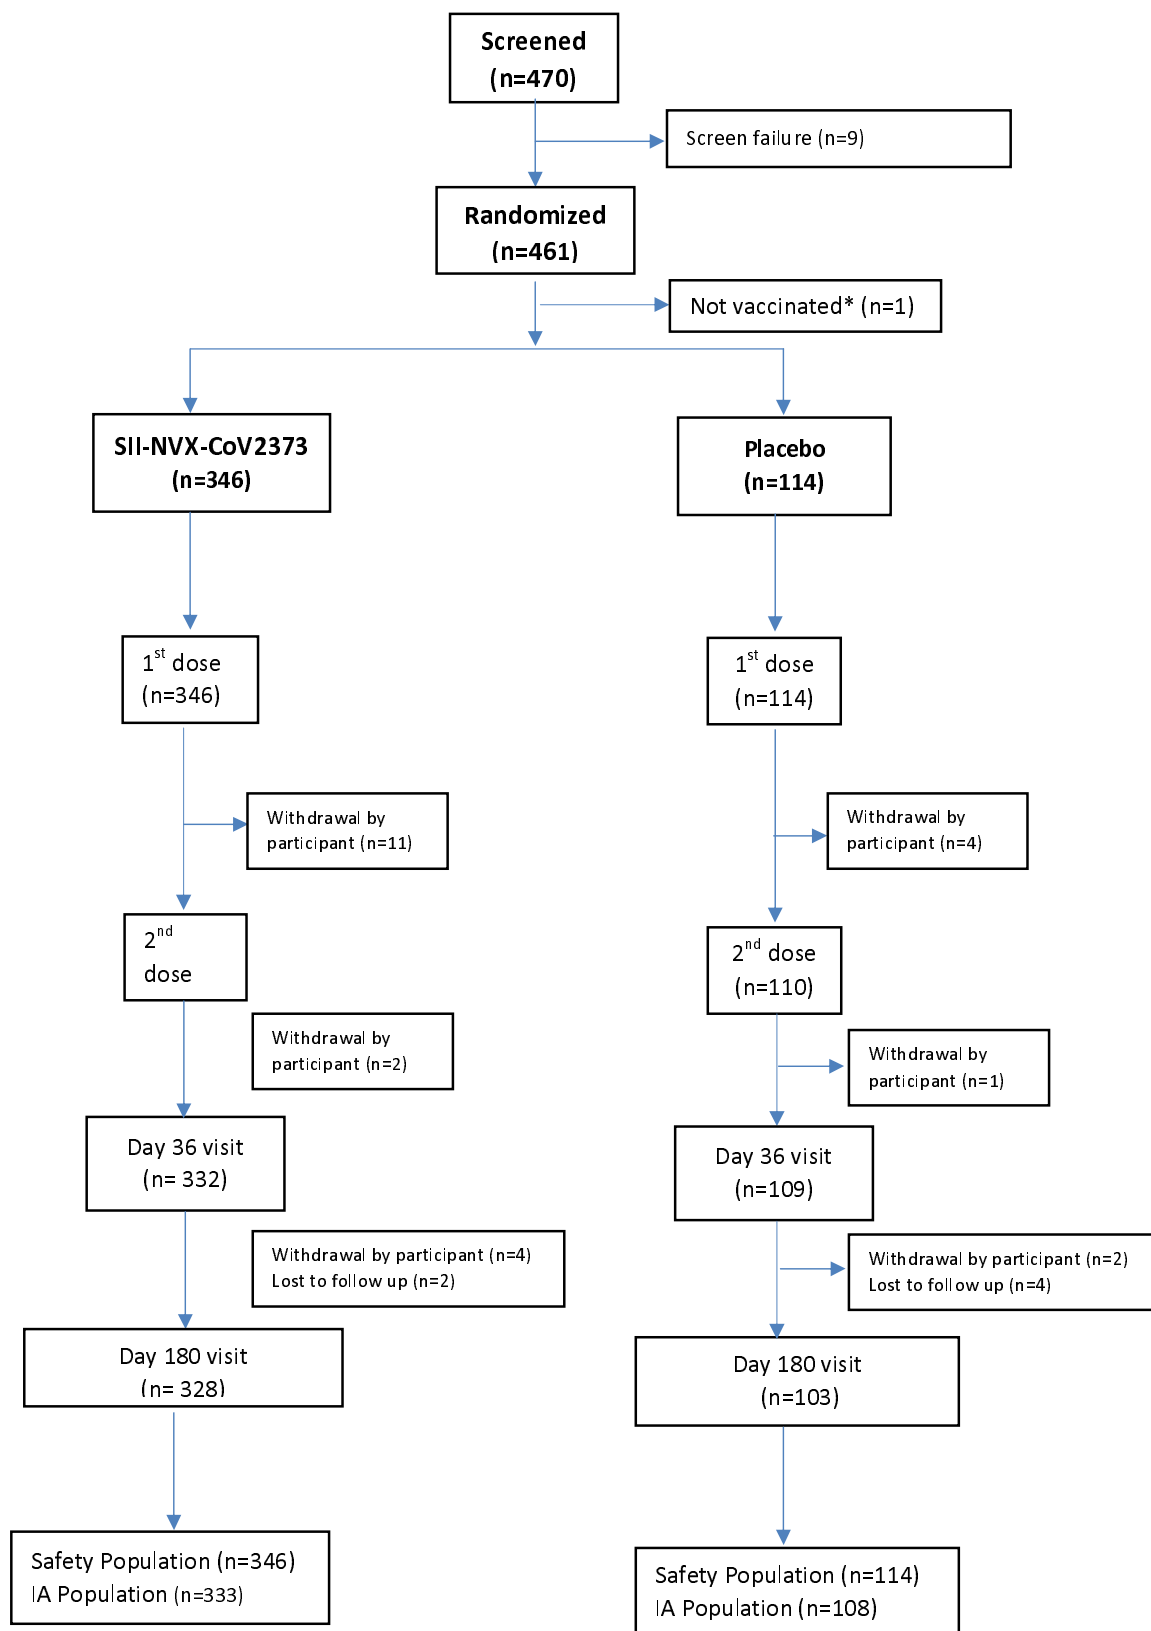 Screened
(n=470)
Screen failure (n=9)
Randomized
(n=461)
Not vaccinated* (n=1)
SII-NVX-CoV2373
(n=346)
Placebo
(n=114)
1st dose
(n=346)
1st dose
(n=114)
Withdrawal by
participant (n=11)
Withdrawal by
participant (n=4)
2nd
dose
2nd dose
(n=110)
Withdrawal by
participant (n=2)
Withdrawal by
participant (n=1)
Day 36 visit
(n= 332)
Day 36 visit
(n=109)
Withdrawal by participant (n=4)
Lost to follow up (n=2)
Withdrawal by participant (n=2)
Lost to follow up (n=4)
Day 180 visit
(n= 328)
Day 180 visit
(n=103)
Safety Population (n=346)
IA Population (n=333)
Safety Population (n=114)
IA Population (n=108)